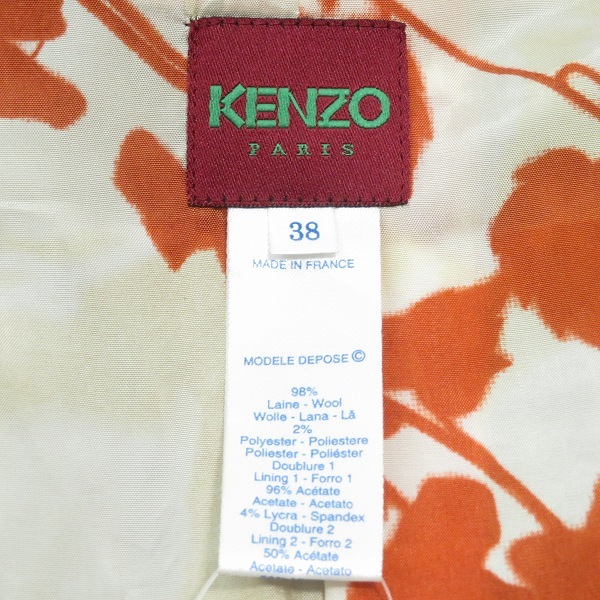 KENZO
PARIS
38
MADE IN FRANCE
MODELE DEPOSE ©
98%
Laine - Wool
Wolle - Lana - Lã
2%
Polyester - Poliestere
Poliester - Poliéster
Doublure 1
Lining 1 - Forro 1
96% Acétate
Acetate - Acetato
4% Lycra - Spandex
Doublure 2
Lining 2 - Forro 2
50% Acétate
Acetate - Acetato